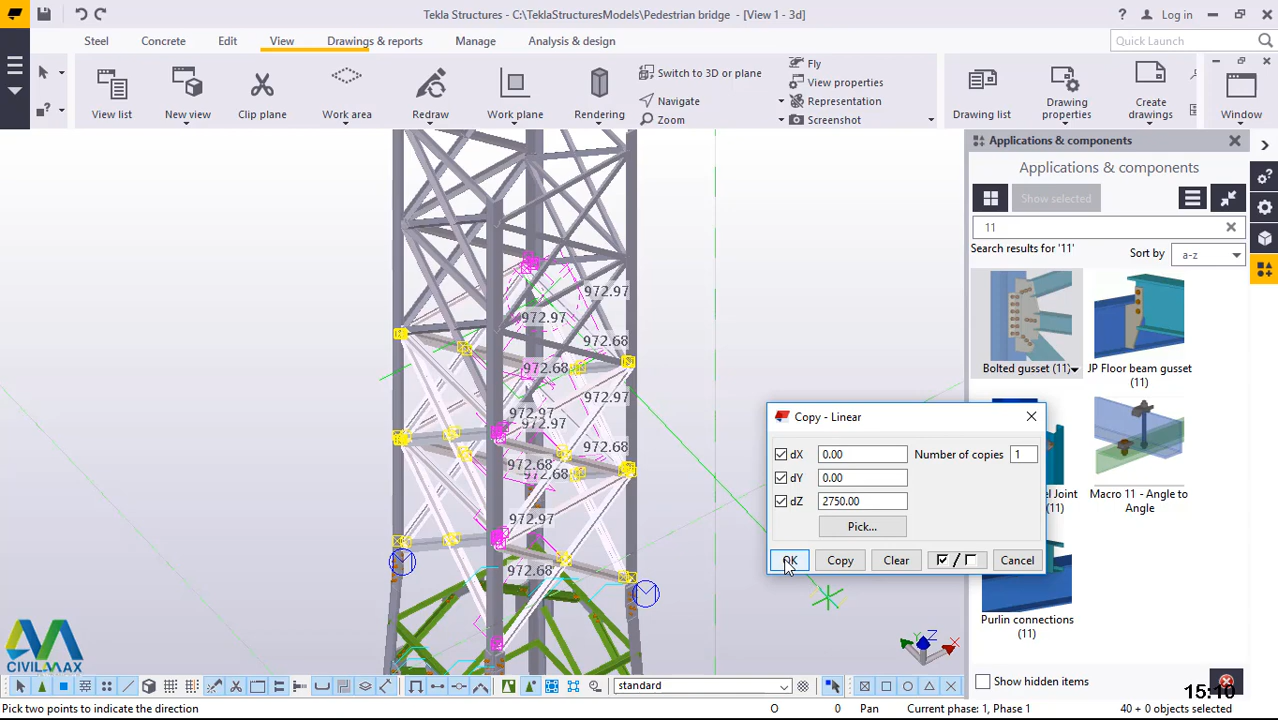 Tekla Structures - C:\TeklaStructuresModels\Pedestrian bridge - [View 1 - 3d]
Log in
Steel Concrete Edit View Drawings & reports Manage Analysis & design
Quick Launch
View list
New view
Clip plane
Work area
Redraw
Work plane
Rendering
Switch to 3D or plane
Navigate
Zoom
Fly
View properties
Representation
Screenshot
Drawing list
Drawing
properties
Create
drawings
Window
Applications & components
Applications & components
Show selected
11
Search results for '11'
Sort by
a-z
Bolted gusset (11)
JP Floor beam gusset
(11)
el Joint
(11)
Macro 11 - Angle to
Angle
Purlin connections
(11)
Show hidden items
972.97
972.97
972.68
972.68
972.97
972.97
972.97
972.68
972.68
972.68
972.97
972.68
Copy - Linear
dX 0.00 Number of copies 1
dY 0.00
dZ 2750.00
Pick...
OK Copy Clear / Cancel
CIVILMAX
standard
15:10
Pick two points to indicate the direction
O 0 Pan Current phase: 1, Phase 1 40 + 0 objects selected